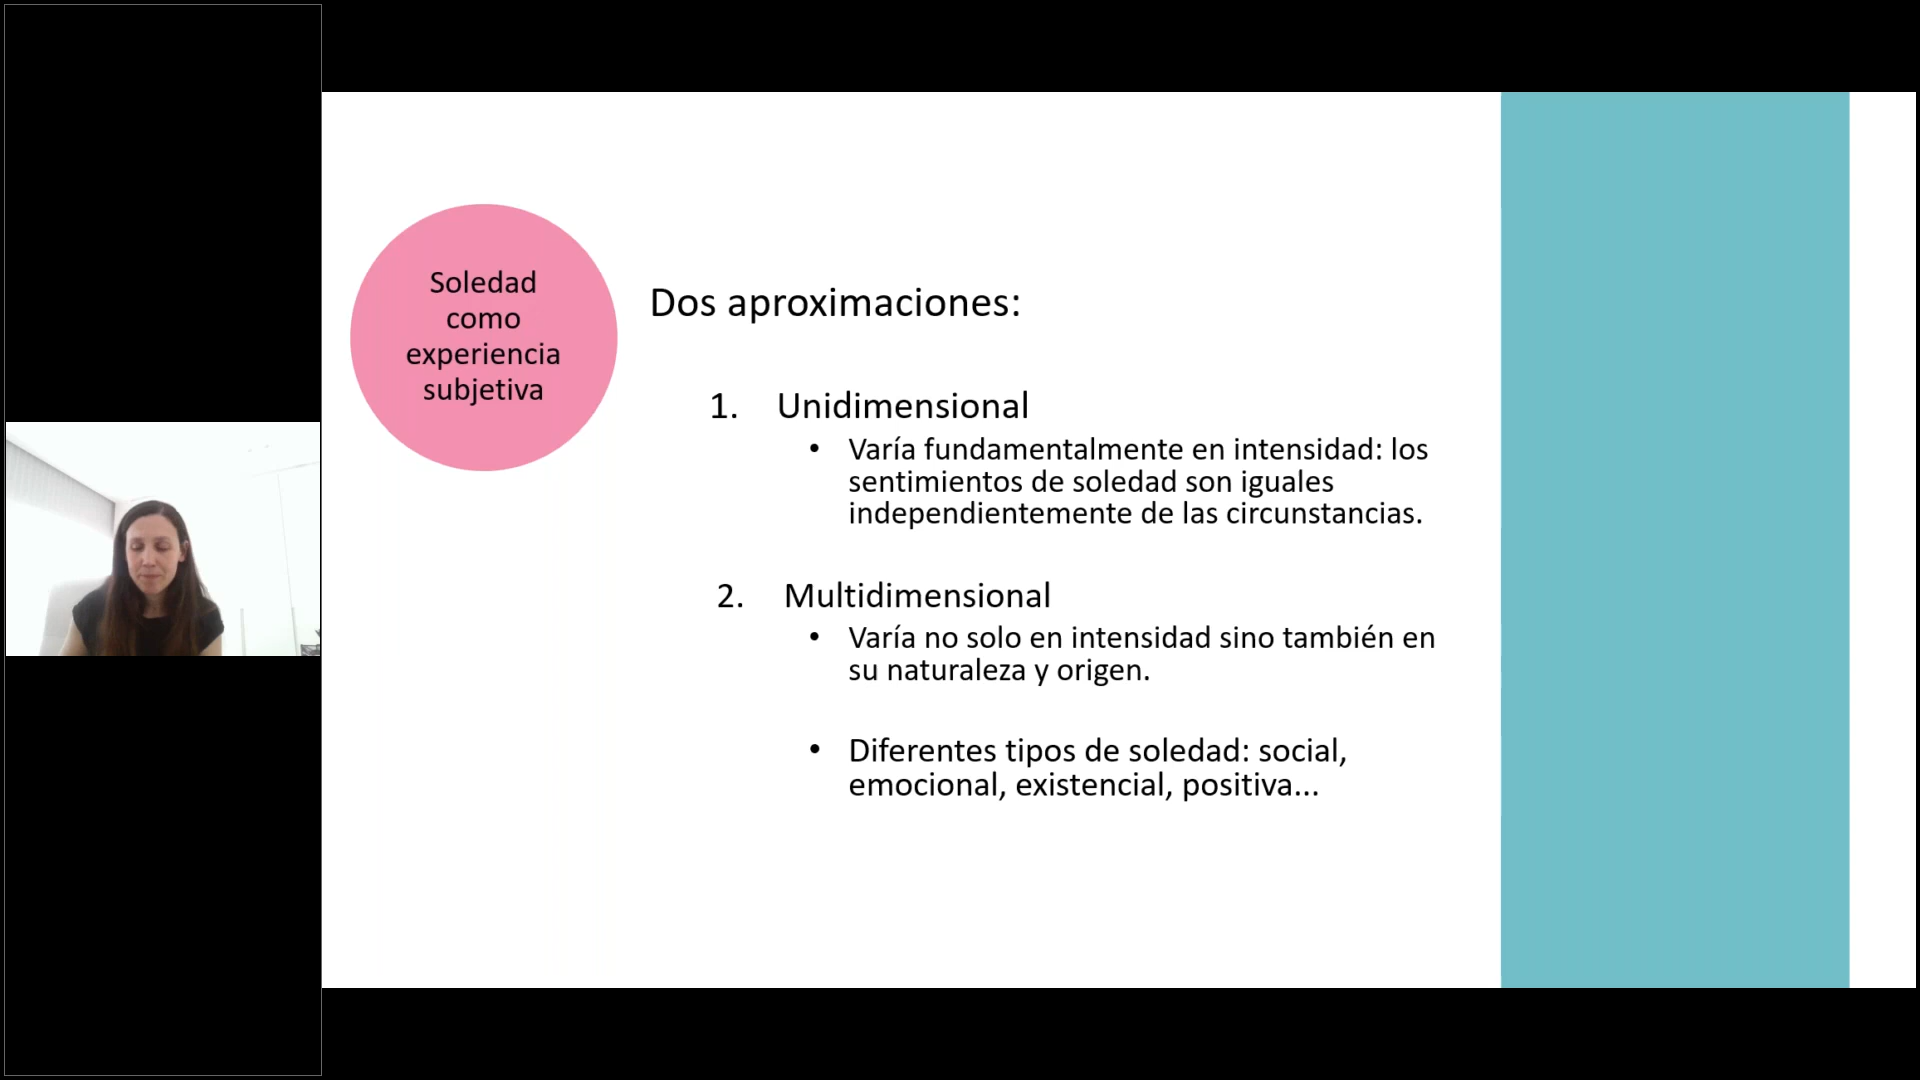 Soledad
como
experiencia
subjetiva
Dos aproximaciones:
1. Unidimensional
• Varía fundamentalmente en intensidad: los
sentimientos de soledad son iguales
independientemente de las circunstancias.
2. Multidimensional
• Varía no solo en intensidad sino también en
su naturaleza y origen.
• Diferentes tipos de soledad: social,
emocional, existencial, positiva...